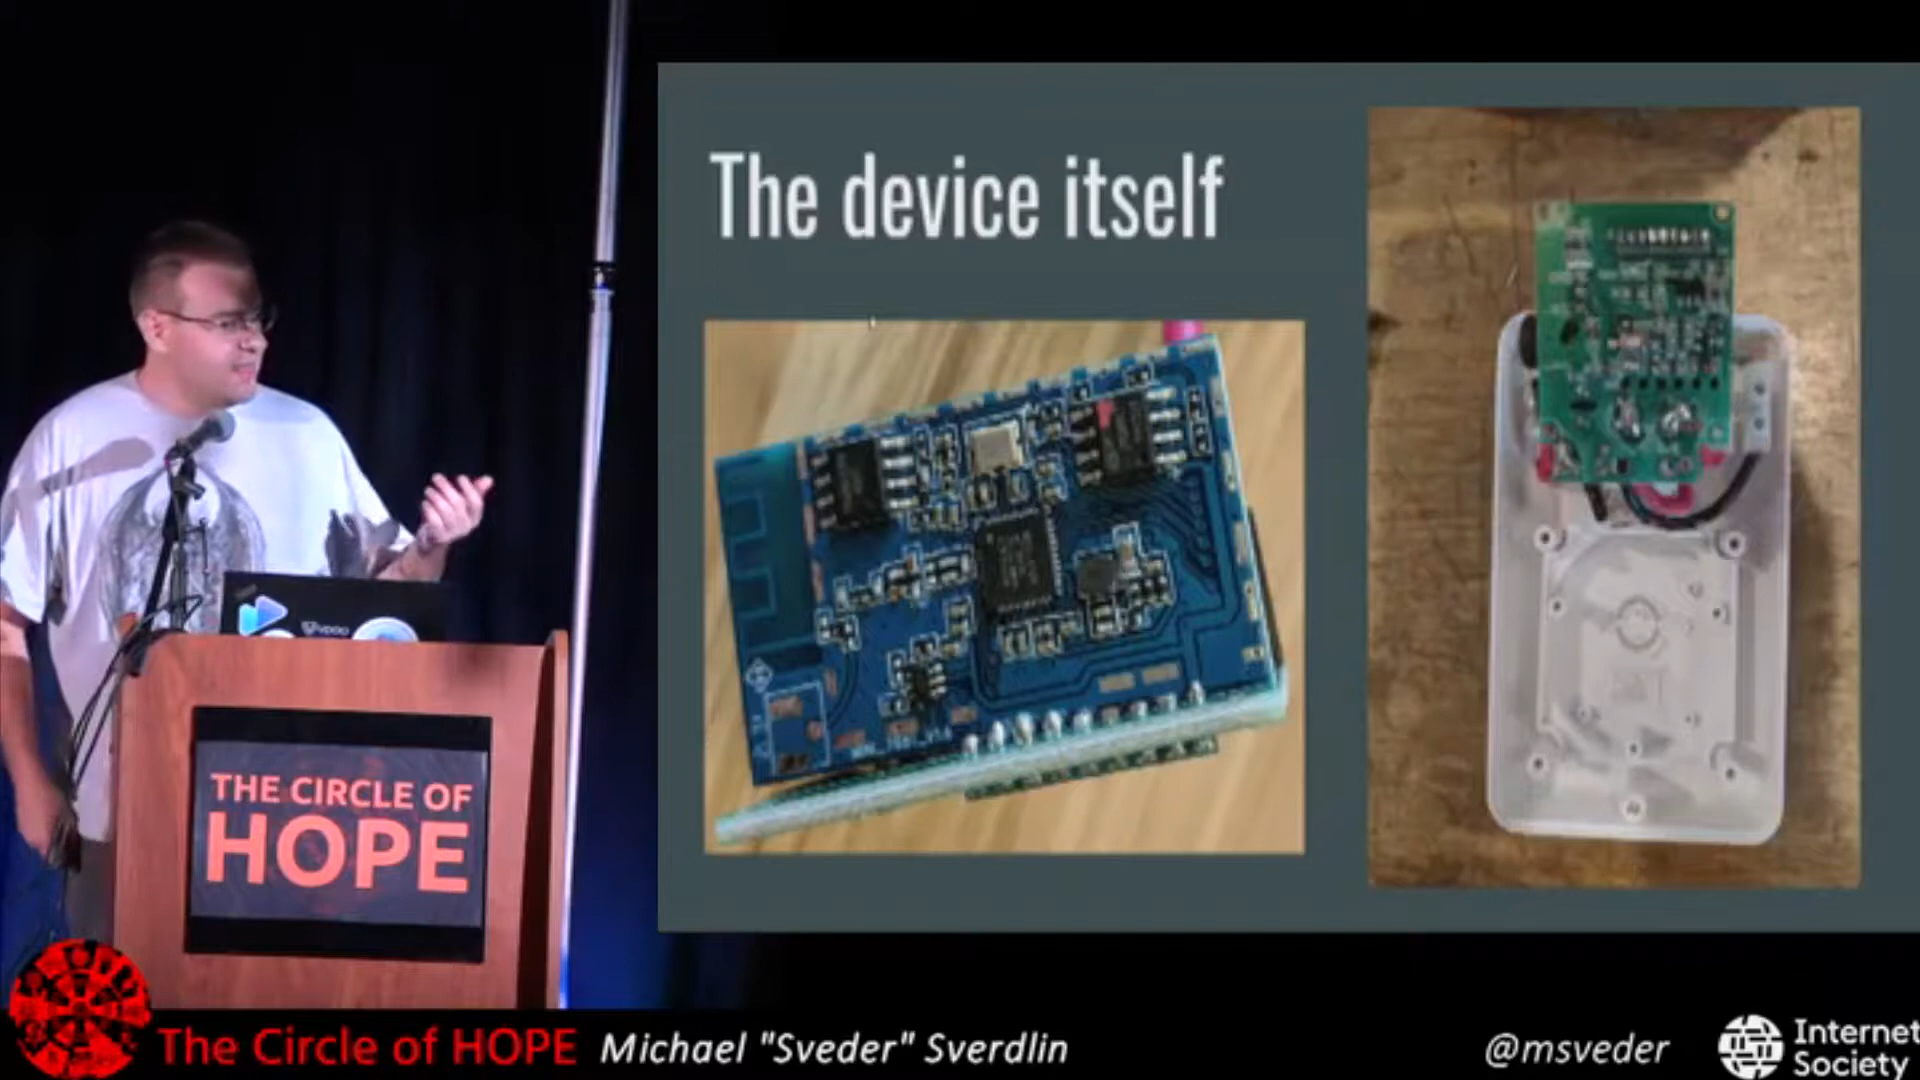 The device itself
THE CIRCLE OF
HOPE
The Circle of HOPE
Michael "Sveder" Sverdlin
@msveder
Internet
Society